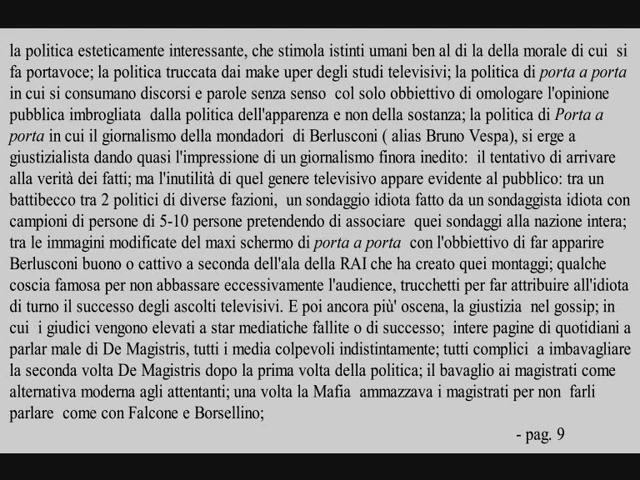 la politica esteticamente interessante, che stimola istinti umani ben al di la della morale di cui  si
fa portavoce; la politica truccata dai make uper degli studi televisivi; la politica di porta a porta
in cui si consumano discorsi e parole senza senso  col solo obbiettivo di omologare l'opinione
pubblica imbrogliata  dalla politica dell'apparenza e non della sostanza; la politica di Porta a
porta in cui il giornalismo della mondadori  di Berlusconi ( alias Bruno Vespa), si erge a
giustizialista dando quasi l'impressione di un giornalismo finora inedito:  il tentativo di arrivare
alla verità dei fatti; ma l'inutilità di quel genere televisivo appare evidente al pubblico: tra un
battibecco tra 2 politici di diverse fazioni,  un sondaggio idiota fatto da un sondaggista idiota con
campioni di persone di 5-10 persone pretendendo di associare  quei sondaggi alla nazione intera;
tra le immagini modificate del maxi schermo di porta a porta  con l'obbiettivo di far apparire
Berlusconi buono o cattivo a seconda dell'ala della RAI che ha creato quei montaggi; qualche
coscia famosa per non abbassare eccessivamente l'audience, trucchetti per far attribuire all'idiota
di turno il successo degli ascolti televisivi. E poi ancora più' oscena, la giustizia  nel gossip; in
cui  i giudici vengono elevati a star mediatiche fallite o di successo;  intere pagine di quotidiani a
parlar male di De Magistris, tutti i media colpevoli indistintamente; tutti complici  a imbavagliare
la seconda volta De Magistris dopo la prima volta della politica; il bavaglio ai magistrati come
alternativa moderna agli attentanti; una volta la Mafia  ammazzava i magistrati per non  farli
parlare  come con Falcone e Borsellino;
- pag. 9